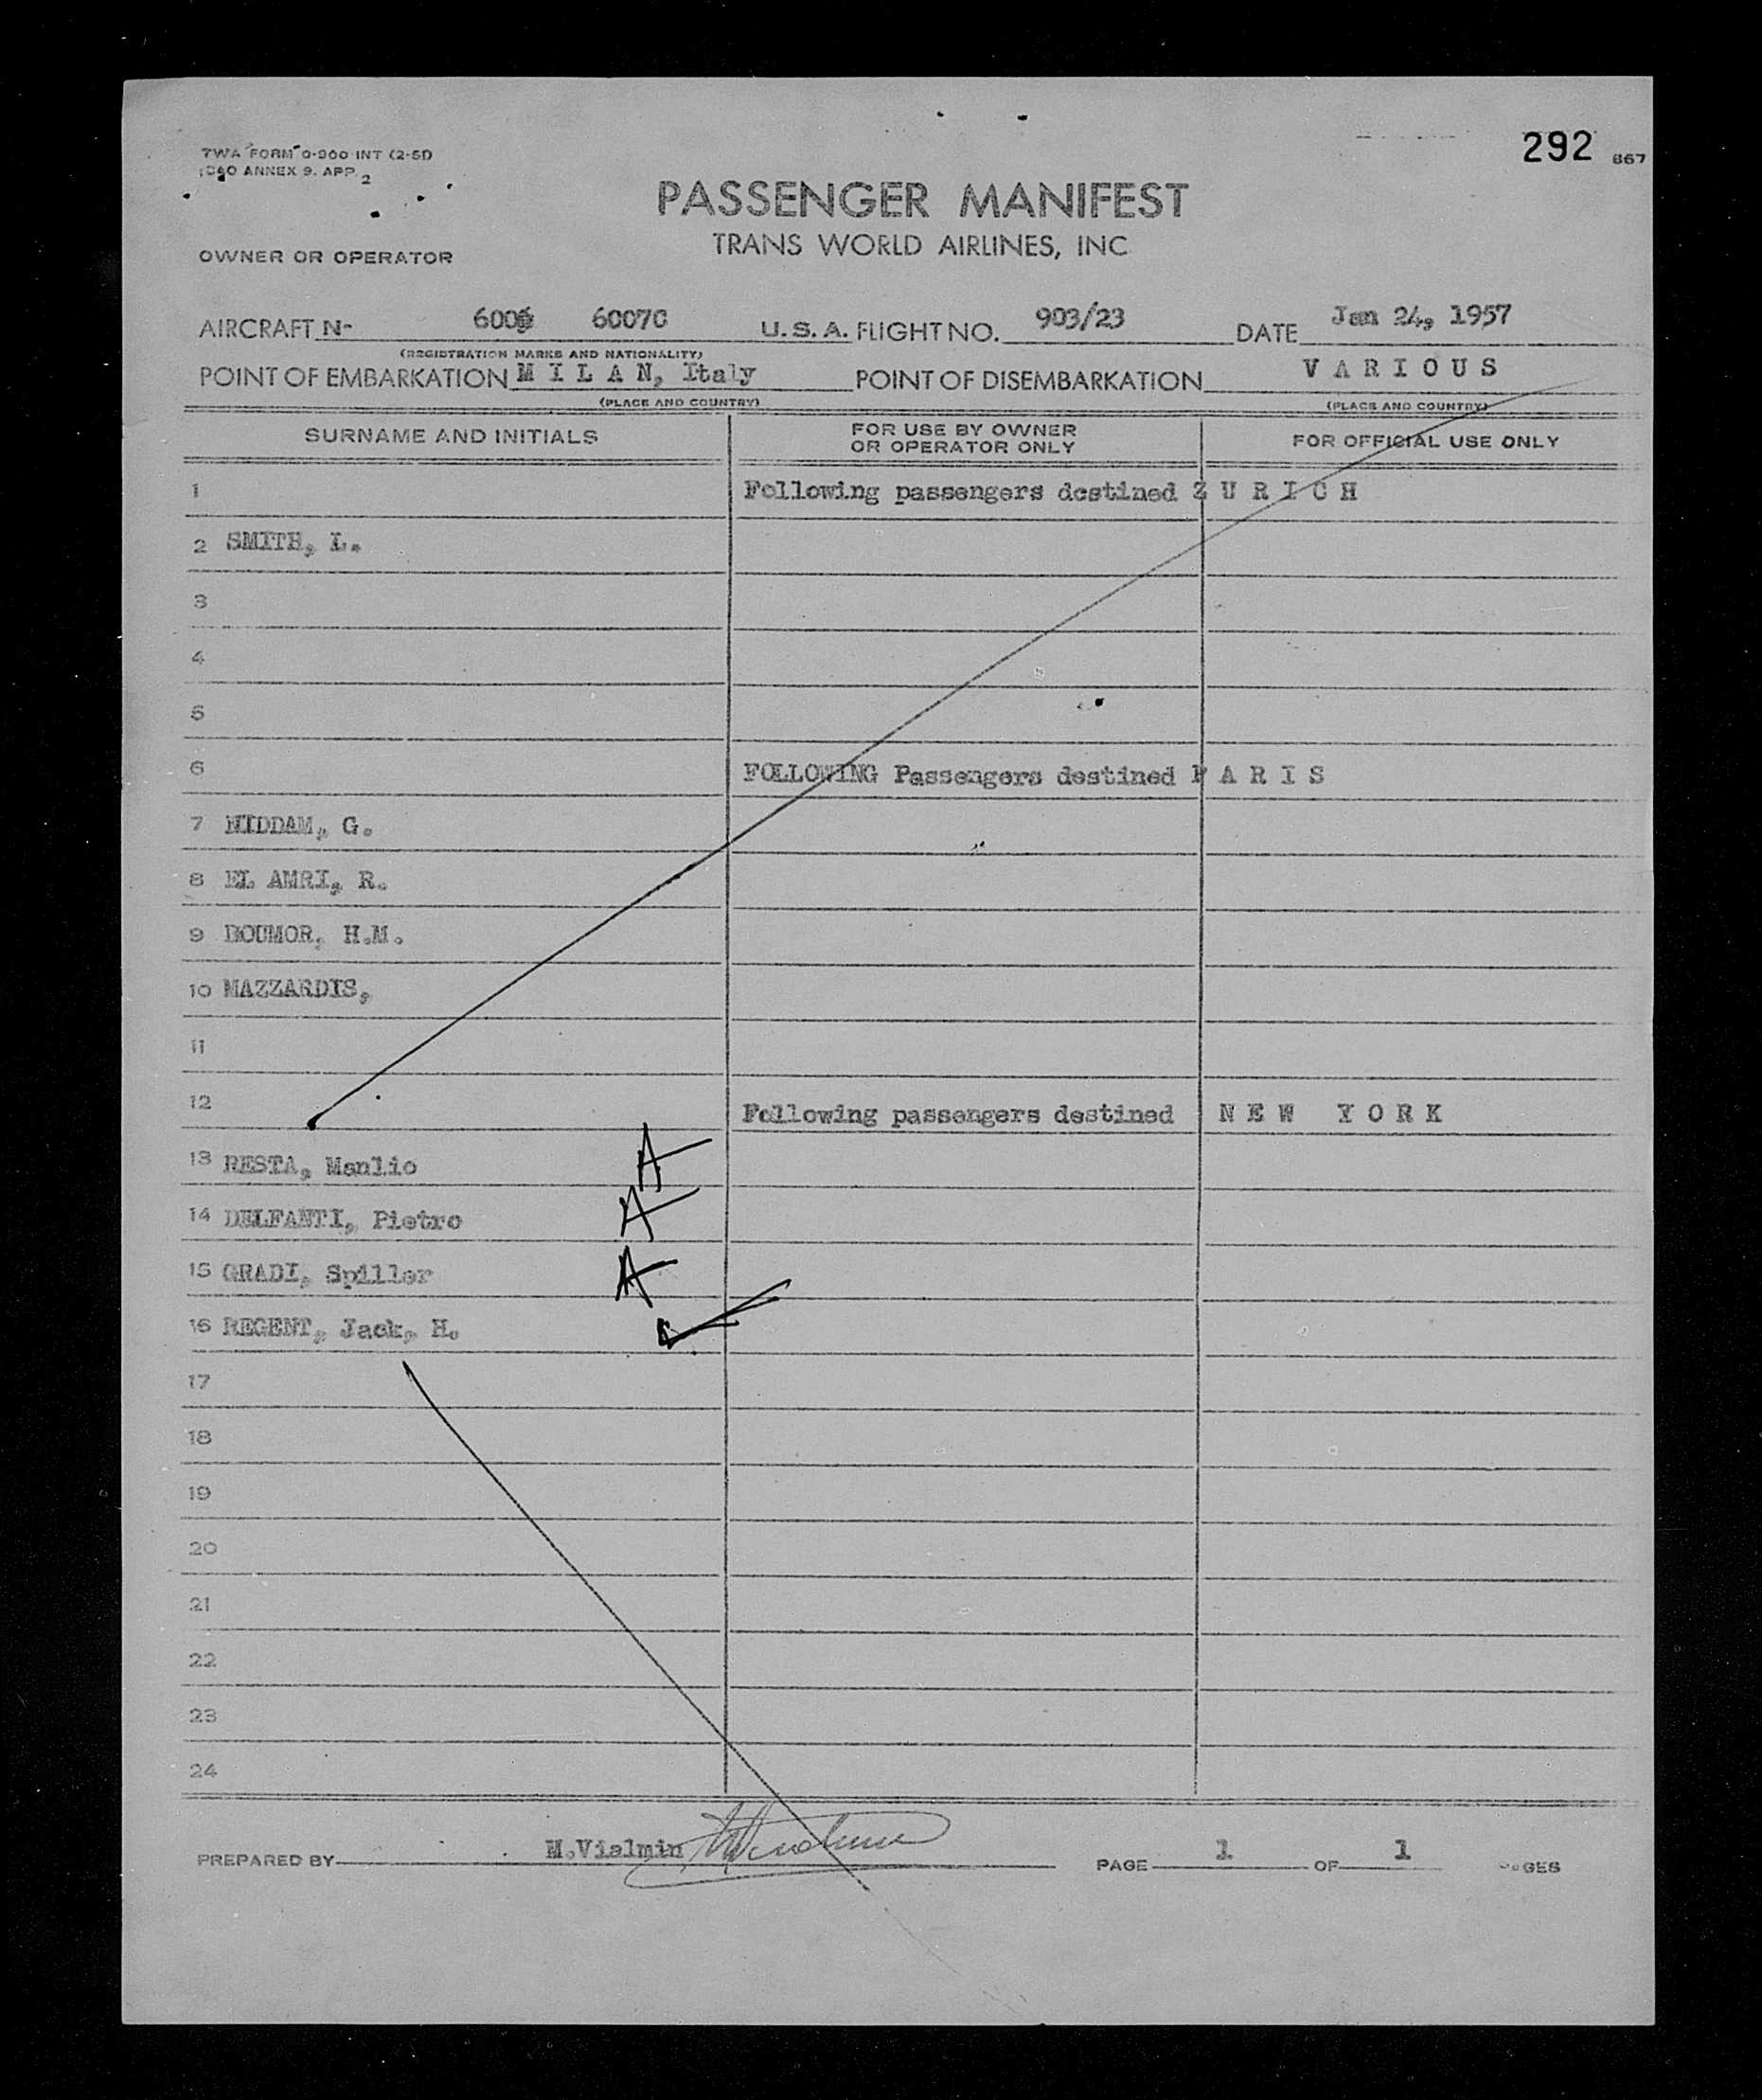 292 867
TWA FORM 0-900 INT (2-51)
ICAO ANNEX 9. APP. 2
PASSENGER MANIFEST
TRANS WORLD AIRLINES, INC
OWNER OR OPERATOR
AIRCRAFT N- 6007C U.S.A. FLIGHT NO. 903/23 DATE Jan 24, 1957
(REGISTRATION MARKS AND NATIONALITY)
POINT OF EMBARKATION M I L A N, Italy POINT OF DISEMBARKATION V A R I O U S
(PLACE AND COUNTRY) (PLACE AND COUNTRY)
SURNAME AND INITIALS FOR USE BY OWNER OR OPERATOR ONLY FOR OFFICIAL USE ONLY
1 Following passengers destined Z U R I C H
2 SMITH, L.
3
4
5
6 FOLLOWING Passengers destined P A R I S
7 NIDDAM, G.
8 EL AMRI, R.
9 BOUMOR, H.M.
10 MAZZARDIS,
11
12 Following passengers destined N E W Y O R K
13 RESTA, Manlio A
14 DELFANTI, Pietro A
15 GRADI, Spiller A
16 REGENT, Jack, H.
17
18
19
20
21
22
23
24
PREPARED BY M.Vialmin PAGE 1 OF 1 PAGES